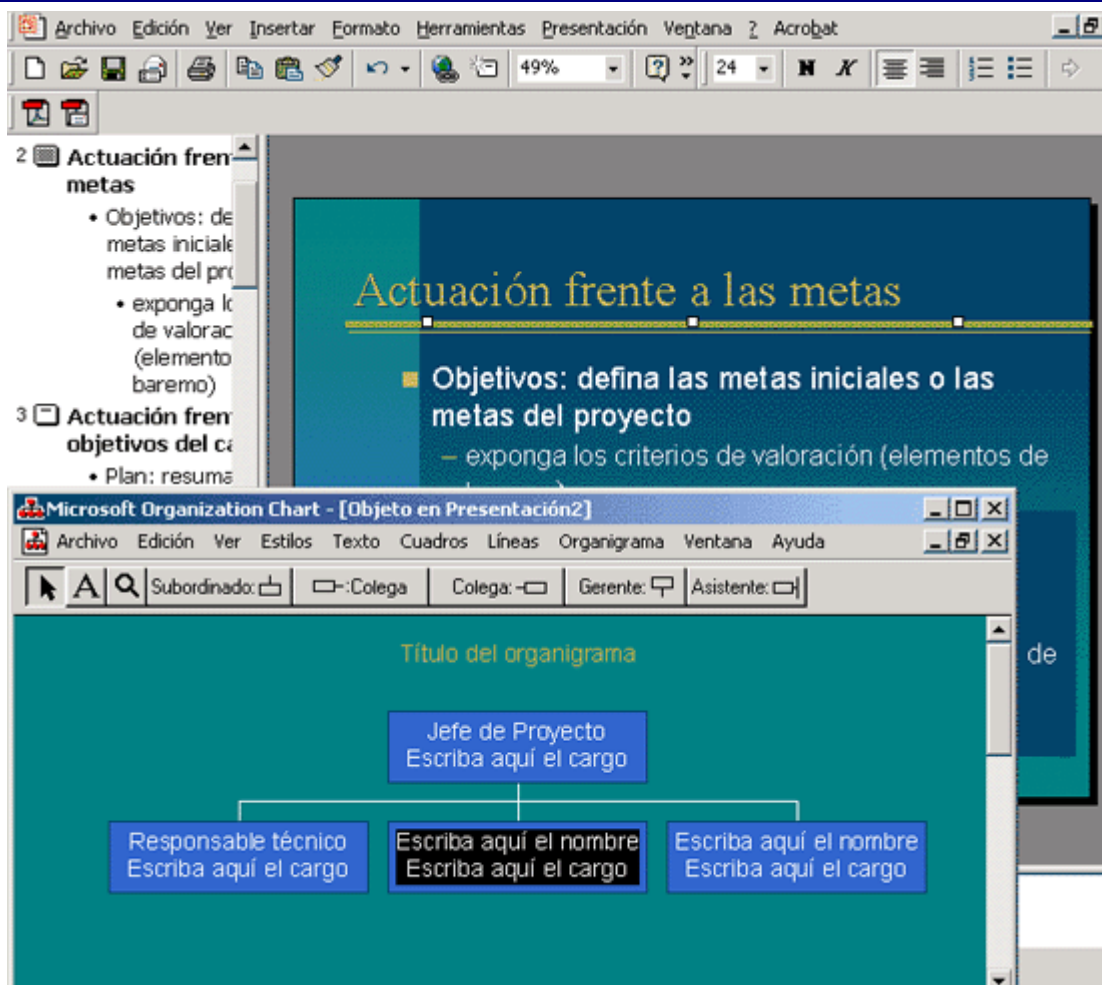 Archivo Edición Ver Insertar Formato Herramientas Presentación Ventana ? Acrobat
49% 24 N K
2 Actuación fren
metas
• Objetivos: de
metas iniciale
metas del pro
• exponga lo
de valorac
(elemento
baremo)
3 Actuación fren
objetivos del ca
• Plan: resuma
Actuación frente a las metas
Objetivos: defina las metas iniciales o las
metas del proyecto
– exponga los criterios de valoración (elementos de
de
Microsoft Organization Chart - [Objeto en Presentación2]
Archivo Edición Ver Estilos Texto Cuadros Líneas Organigrama Ventana Ayuda
A Subordinado: :Colega Colega: Gerente: Asistente:
Título del organigrama
Jefe de Proyecto
Escriba aquí el cargo
Responsable técnico
Escriba aquí el cargo
Escriba aquí el nombre
Escriba aquí el cargo
Escriba aquí el nombre
Escriba aquí el cargo